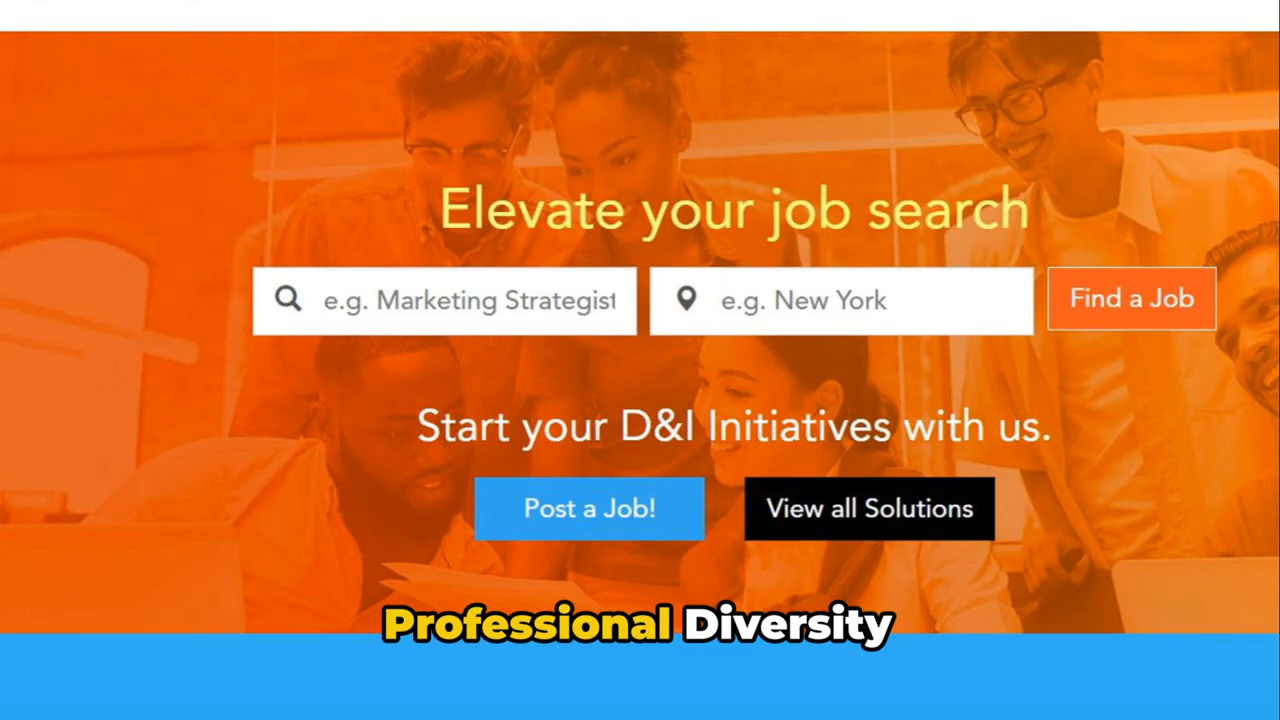 Elevate your job search
e.g. Marketing Strategist
e.g. New York
Find a Job
Start your D&I Initiatives with us.
Post a Job!
View all Solutions
Professional Diversity